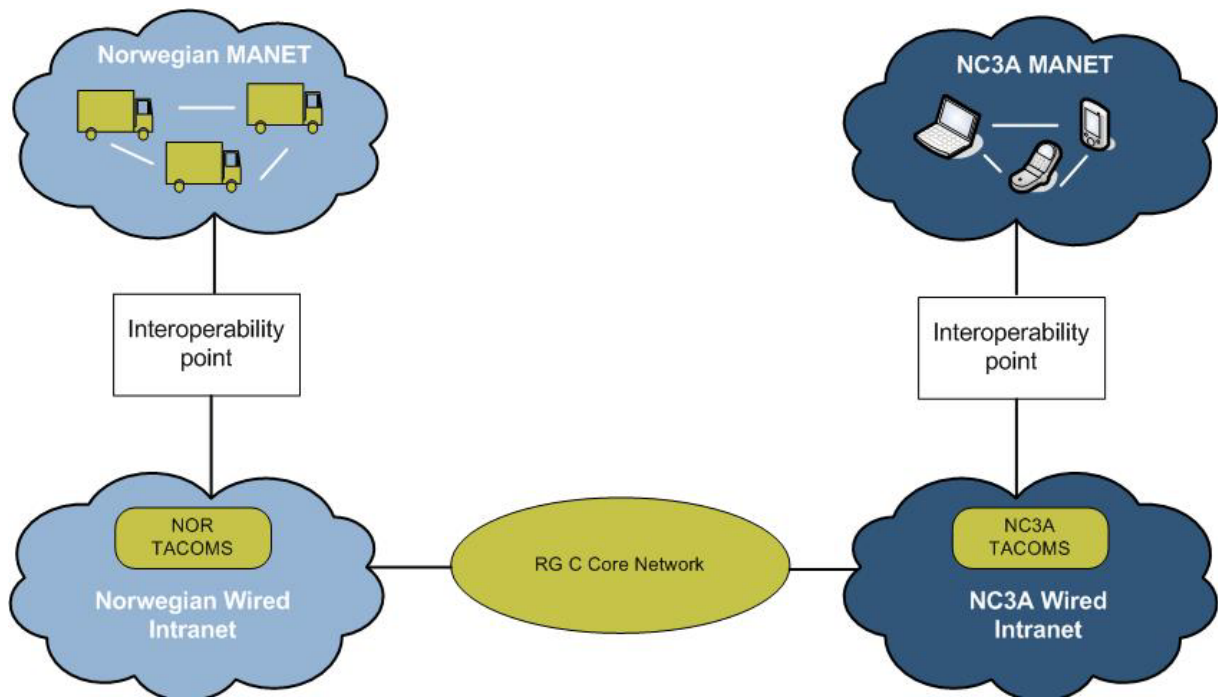 Norwegian MANET
NC3A MANET
Interoperability
point
Interoperability
point
NOR
TACOMS
Norwegian Wired
Intranet
RG C Core Network
NC3A
TACOMS
NC3A Wired
Intranet